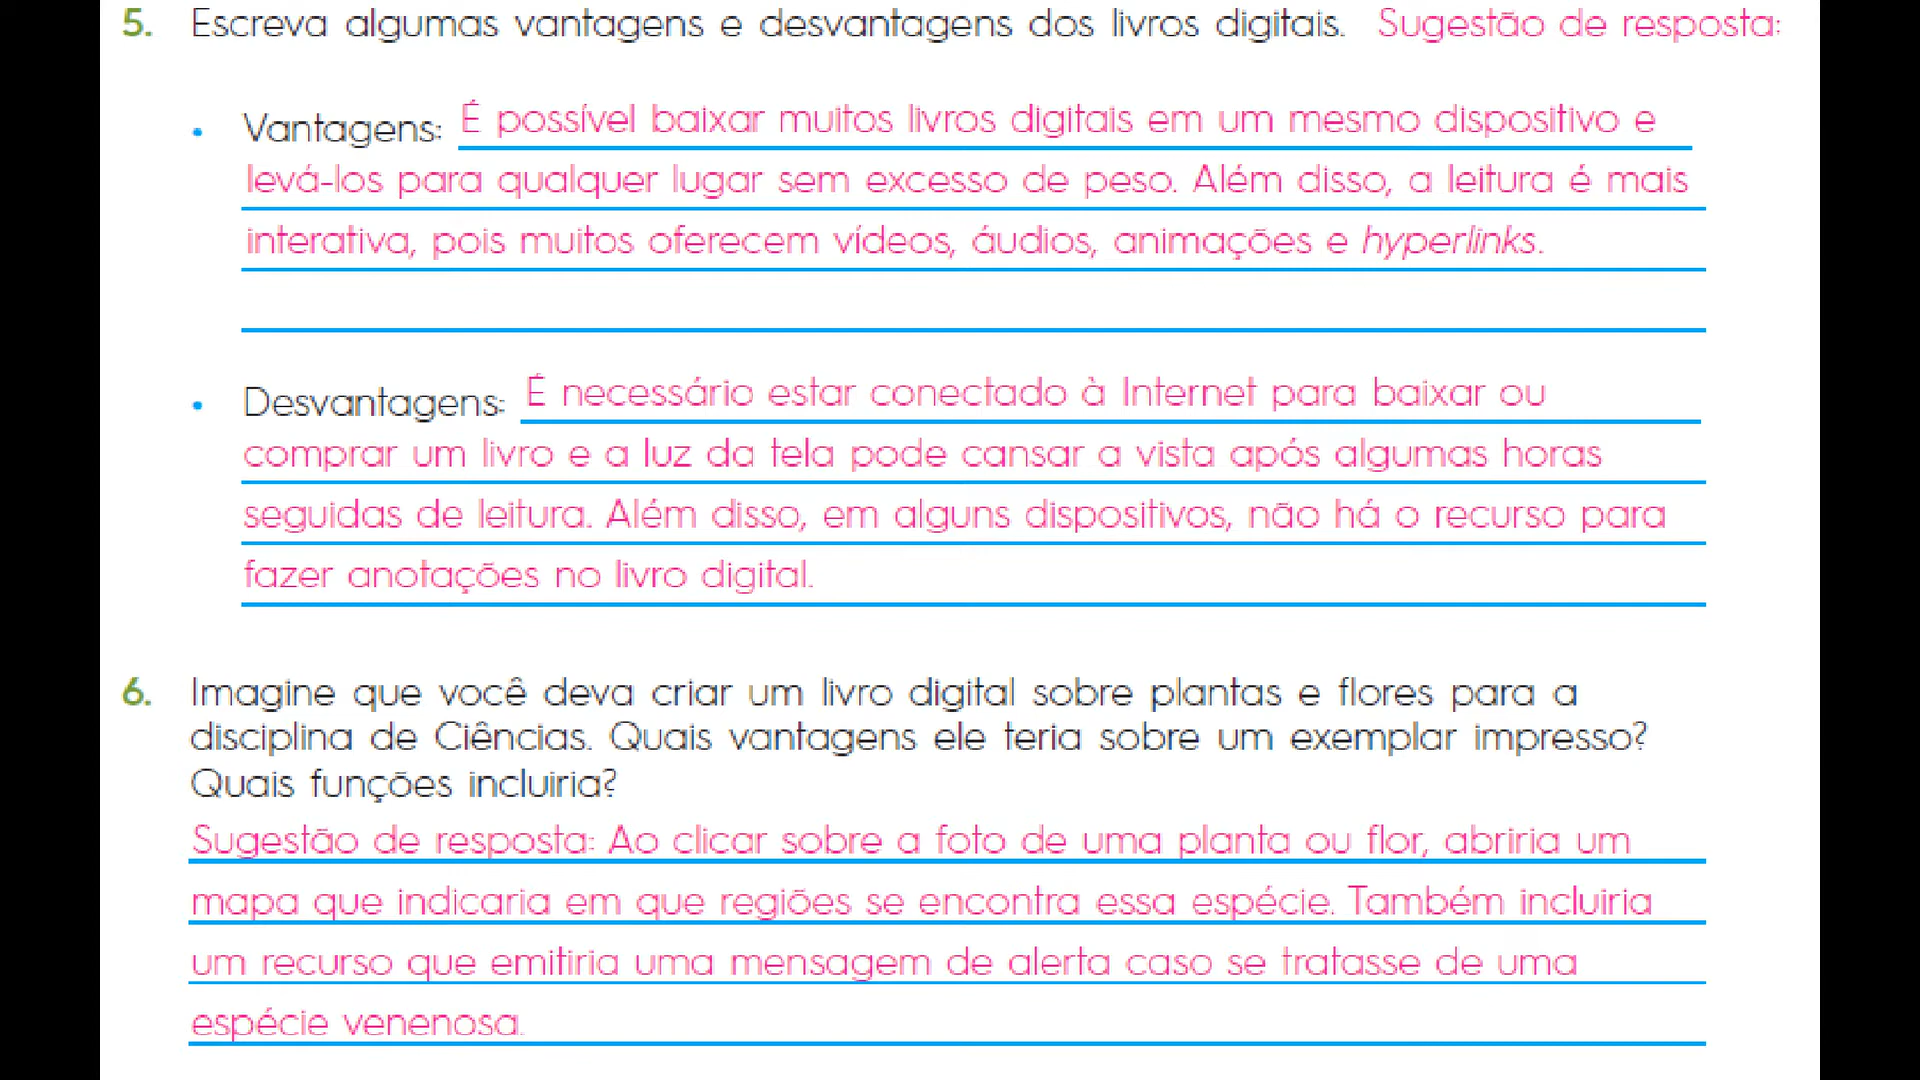 5. Escreva algumas vantagens e desvantagens dos livros digitais. Sugestão de resposta:
• Vantagens: É possível baixar muitos livros digitais em um mesmo dispositivo e
levá-los para qualquer lugar sem excesso de peso. Além disso, a leitura é mais
interativa, pois muitos oferecem vídeos, áudios, animações e hyperlinks.
• Desvantagens: É necessário estar conectado à Internet para baixar ou
comprar um livro e a luz da tela pode cansar a vista após algumas horas
seguidas de leitura. Além disso, em alguns dispositivos, não há o recurso para
fazer anotações no livro digital.
6. Imagine que você deva criar um livro digital sobre plantas e flores para a
disciplina de Ciências. Quais vantagens ele teria sobre um exemplar impresso?
Quais funções incluiria?
Sugestão de resposta: Ao clicar sobre a foto de uma planta ou flor, abriria um
mapa que indicaria em que regiões se encontra essa espécie. Também incluiria
um recurso que emitiria uma mensagem de alerta caso se tratasse de uma
espécie venenosa.